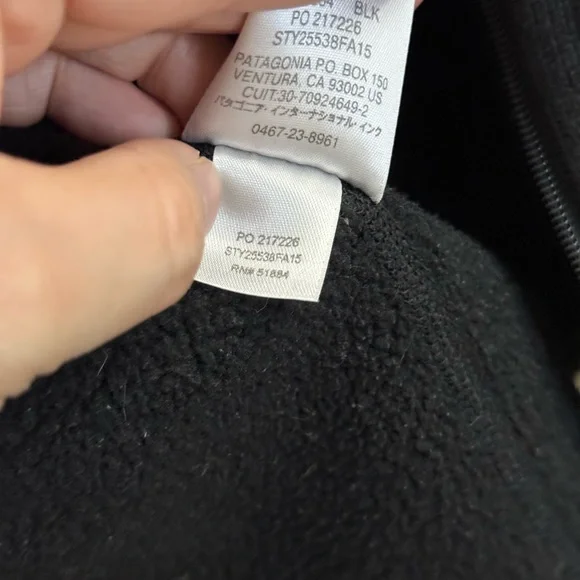 BLK
PO 217226
STY25538FA15
PATAGONIA P.O. BOX 150
VENTURA, CA 93002 US
CUIT:30-70924649-2
パタゴニア・インターナショナル・インク
0467-23-8961
PO 217226
STY25538FA15
RN# 51884